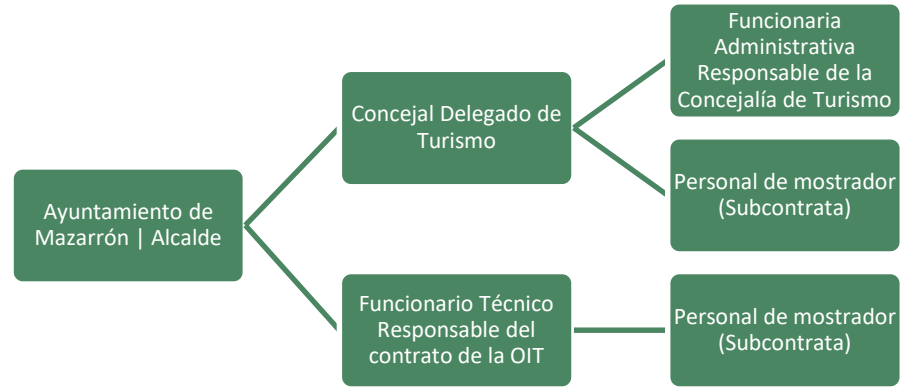 Funcionaria
Administrativa
Responsable de la
Concejalía de Turismo
Concejal Delegado de
Turismo
Personal de mostrador
(Subcontrata)
Ayuntamiento de
Mazarrón | Alcalde
Funcionario Técnico
Responsable del
contrato de la OIT
Personal de mostrador
(Subcontrata)